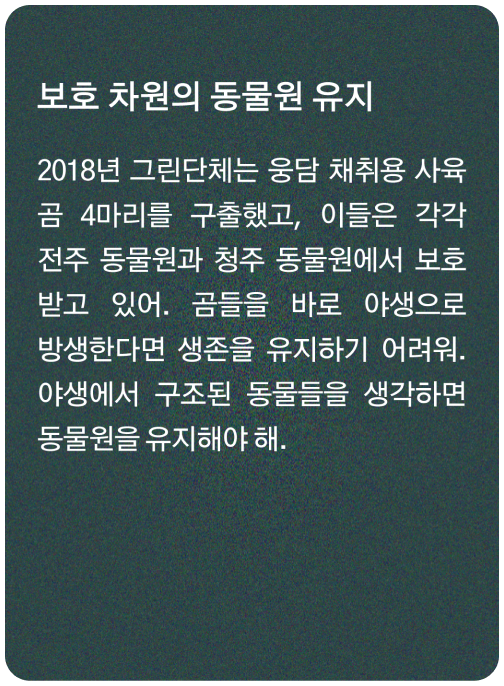 보호 차원의 동물원 유지
2018년 그린단체는 웅담 채취용 사육
곰 4마리를 구출했고, 이들은 각각
전주 동물원과 청주 동물원에서 보호
받고 있어. 곰들을 바로 야생으로
방생한다면 생존을 유지하기 어려워.
야생에서 구조된 동물들을 생각하면
동물원을 유지해야 해.